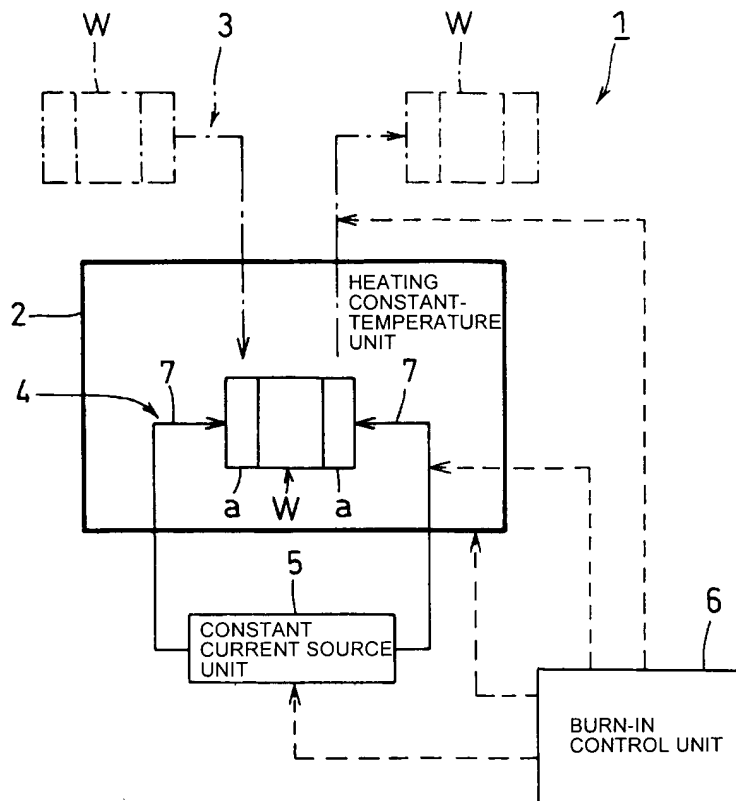 W
3
W
1
HEATING
CONSTANT-
TEMPERATURE
UNIT
2
4
7
7
a
W
a
5
CONSTANT
CURRENT SOURCE
UNIT
6
BURN-IN
CONTROL UNIT